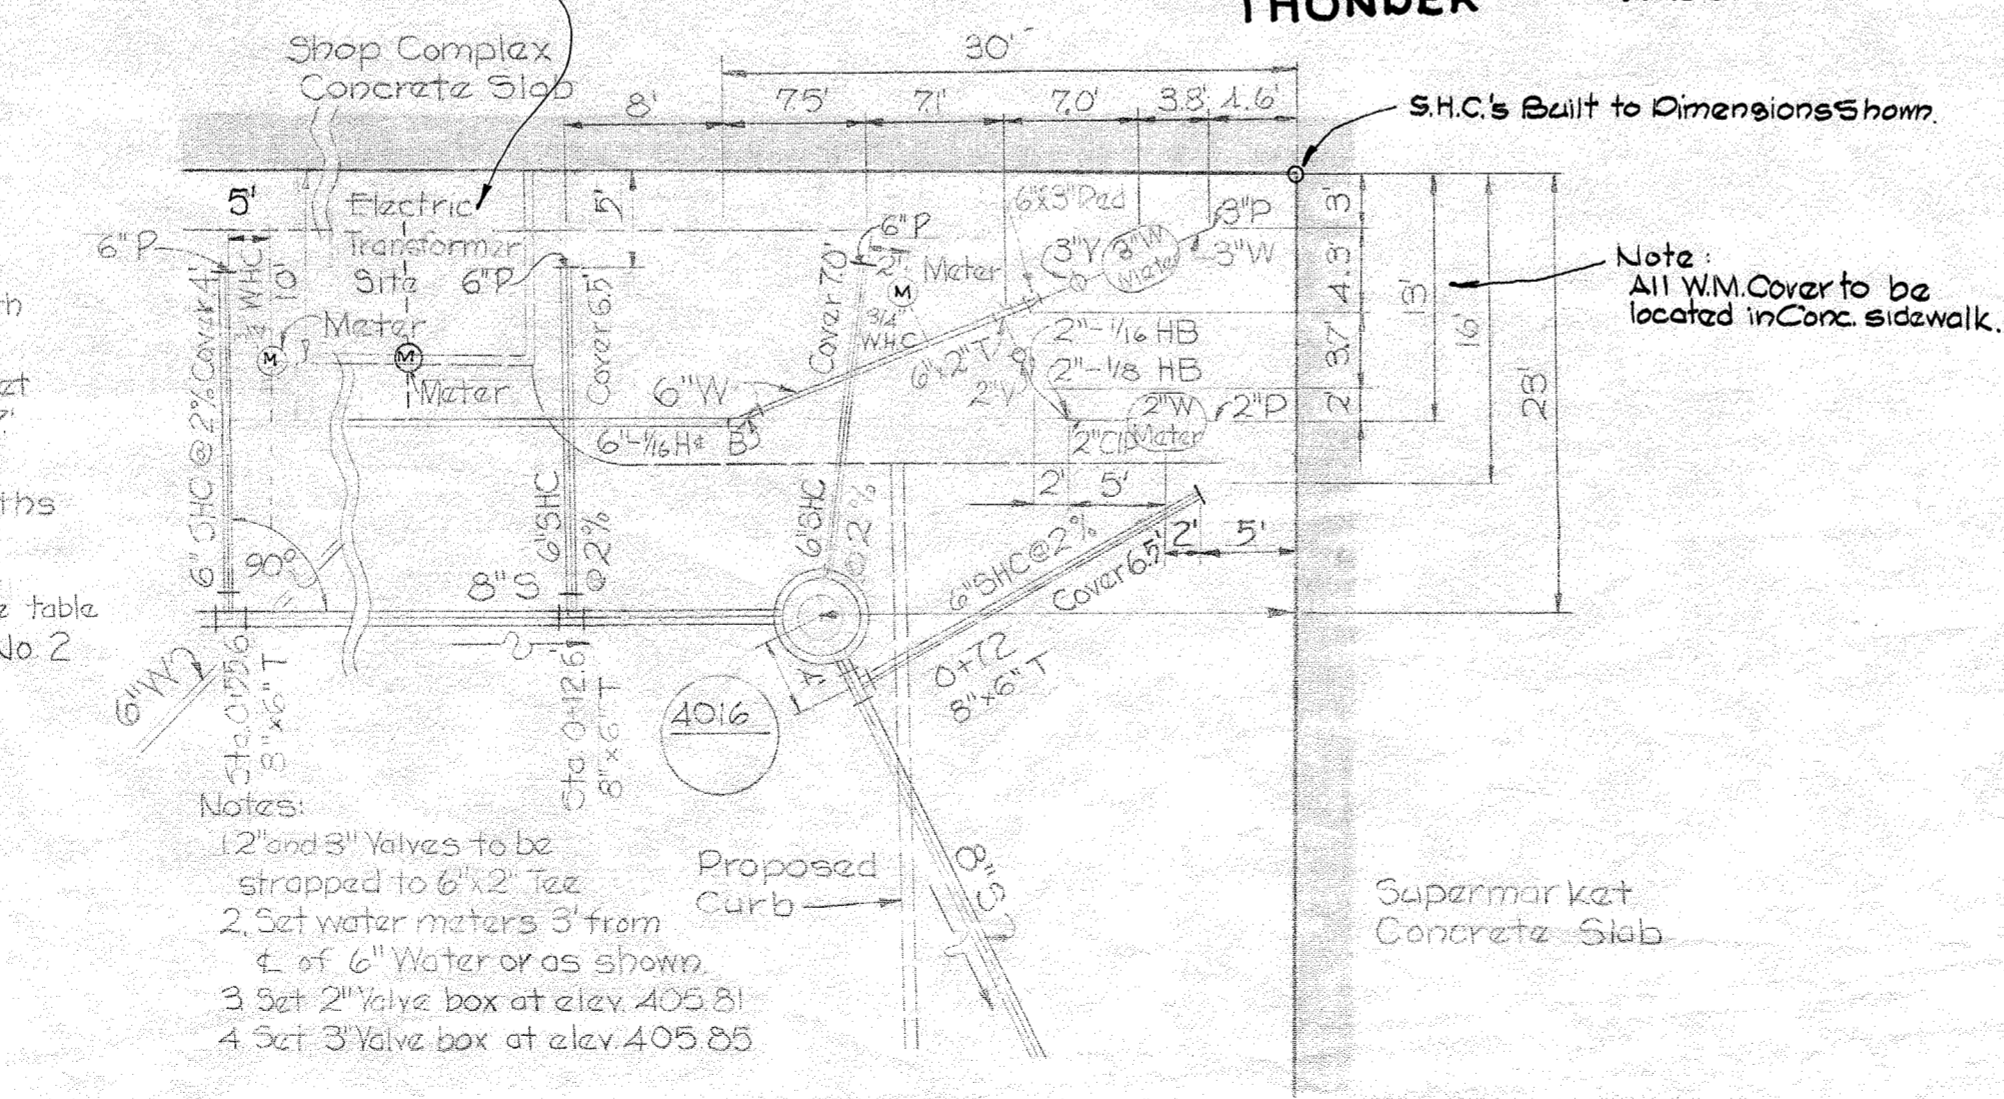 THUNDER
30'
Shop Complex
Concrete Slab
8'
7.5'
7.1'
7.0'
3.8'
4.6'
S.H.C.'s Built to Dimensions Shown.
5'
Electric
Transformer
Site
5'
6"P
6"P
6"P
10'
3/4 WHC
Meter
Meter
Meter
M
M
M
6"x3" Red
3"V
3"W
Meter
3"P
3"W
3'
4.3'
3.7'
2'
13'
16'
28'
Note:
All W.M. Cover to be
located in Conc. sidewalk.
6" SHC @ 2% Cover 4'
Cover 6.5'
Cover 7.0'
3/4"
W.H.C.
6"x2" T
2"V
2"-1/16 HB
2"-1/8 HB
2"W
Meter
2"P
2"CIP
6"W
6"-1/16 H B
6"SHC
@2%
6"SHC
@2%
2'
5'
2'
5'
6"SHC@2%
Cover 6.5'
90°
8"S
ths
e table
No. 2
6"W
8"x6" T
Sta 0+12.6
8"x6" T
4'
4016
0+7.2
8"x6" T
8"S
Notes:
1. 2" and 3" Valves to be
strapped to 6"x2" Tee
2. Set water meters 3' from
℄ of 6" Water or as shown.
3. Set 2" Valve box at elev. 405.81
4. Set 3" Valve box at elev. 405.85
Proposed
Curb
Supermarket
Concrete Slab